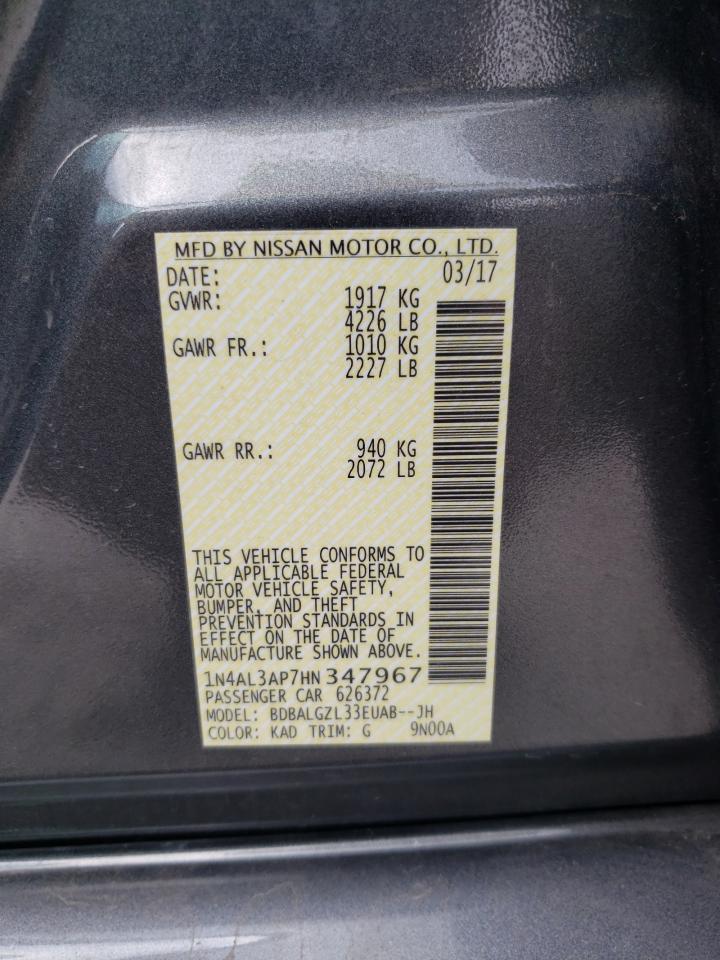 MFD BY NISSAN MOTOR CO., LTD.
DATE: 03/17
GVWR: 1917 KG
4226 LB
GAWR FR.: 1010 KG
2227 LB
GAWR RR.: 940 KG
2072 LB
THIS VEHICLE CONFORMS TO
ALL APPLICABLE FEDERAL
MOTOR VEHICLE SAFETY,
BUMPER, AND THEFT
PREVENTION STANDARDS IN
EFFECT ON THE DATE OF
MANUFACTURE SHOWN ABOVE.
1N4AL3AP7HN347967
PASSENGER CAR 626372
MODEL: BDBALGZL33EUAB--JH
COLOR: KAD TRIM: G 9N00A